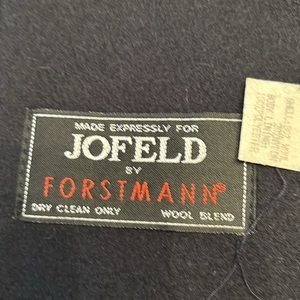 MADE EXPRESSLY FOR
JOFELD
BY
FORSTMANN®
DRY CLEAN ONLY WOOL BLEND